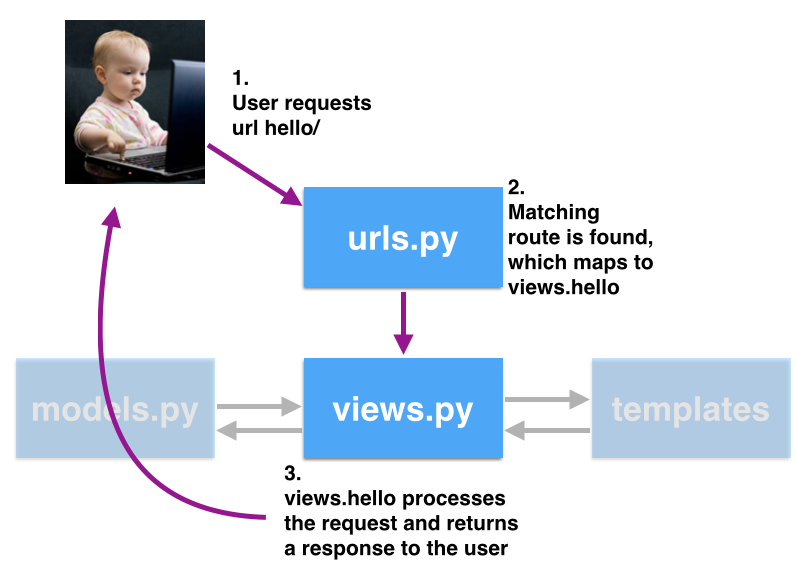 1.
User requests
url hello/
urls.py
2.
Matching
route is found,
which maps to
views.hello
models.py
views.py
templates
3.
views.hello processes
the request and returns
a response to the user